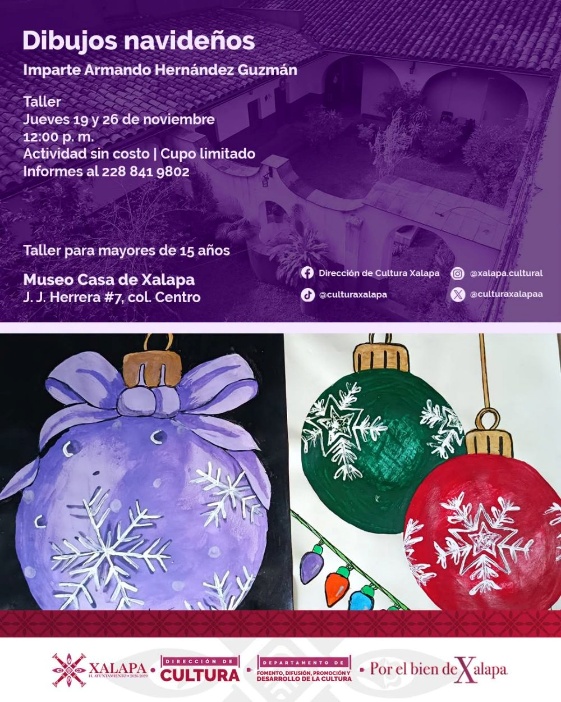 Dibujos navideños
Imparte Armando Hernández Guzmán
Taller
Jueves 19 y 26 de noviembre
12:00 p. m.
Actividad sin costo | Cupo limitado
Informes al 228 841 9802
Taller para mayores de 15 años
Museo Casa de Xalapa
J. J. Herrera #7, col. Centro
Dirección de Cultura Xalapa
@xalapa.cultural
@culturaxalapa
@culturaxalapaa
XALAPA
H. AYUNTAMIENTO
DIRECCIÓN DE
CULTURA
DEPARTAMENTO DE
FOMENTO, DIFUSIÓN, PROMOCIÓN Y
DESARROLLO DE LA CULTURA
Por el bien de Xalapa